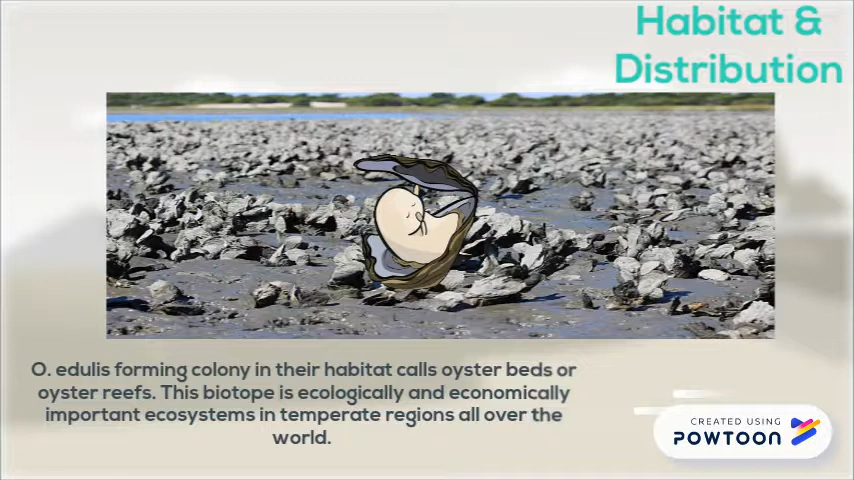 Habitat &
Distribution
O. edulis forming colony in their habitat calls oyster beds or
oyster reefs. This biotope is ecologically and economically
important ecosystems in temperate regions all over the
world.
CREATED USING
POWTOON